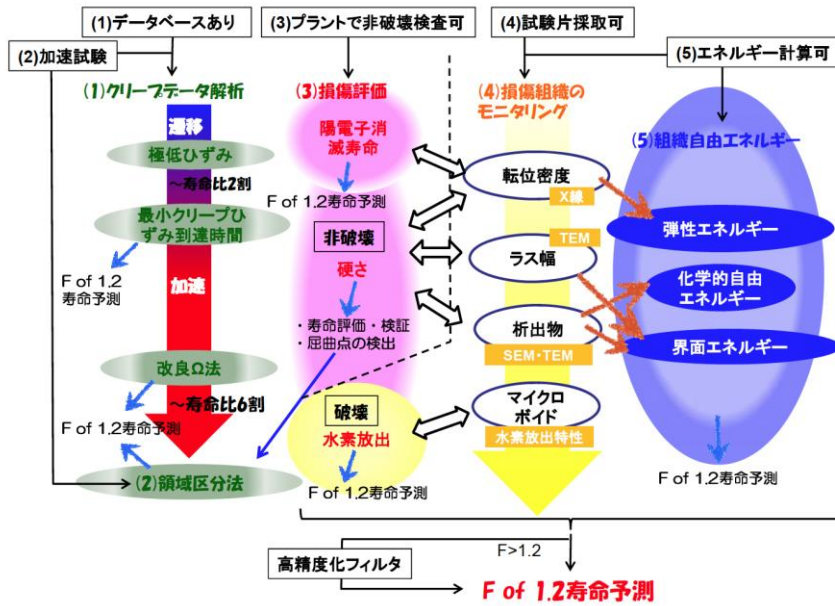 (1)データベースあり
(3)プラントで非破壊検査可
(4)試験片採取可
(2)加速試験
(5)エネルギー計算可
(1)クリープデータ解析
(3)損傷評価
(4)損傷組織の
モニタリング
(5)組織自由エネルギー
遷移
極低ひずみ
～寿命比2割
最小クリープひ
ずみ到達時間
F of 1.2
寿命予測
加速
改良Ω法
～寿命比6割
F of 1.2寿命予測
(2)領域区分法
陽電子消
滅寿命
F of 1.2寿命予測
非破壊
硬さ
・寿命評価・検証
・屈曲点の検出
破壊
水素放出
F of 1.2寿命予測
転位密度
X線
TEM
ラス幅
析出物
SEM・TEM
マイクロ
ボイド
水素放出特性
弾性エネルギー
化学的自由
エネルギー
界面エネルギー
F of 1.2寿命予測
F>1.2
高精度化フィルタ
F of 1.2寿命予測